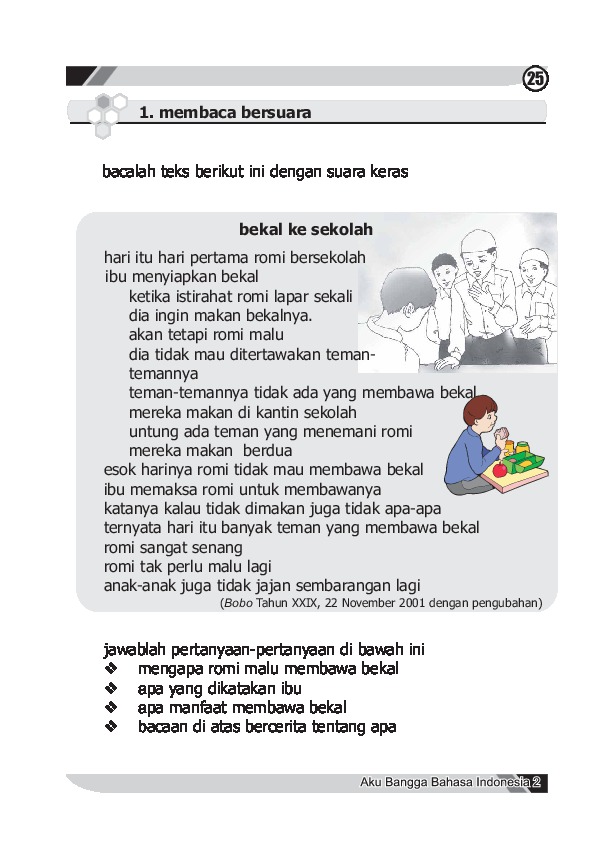 25
1. membaca bersuara
bacalah teks berikut ini dengan suara keras
bekal ke sekolah
hari itu hari pertama romi bersekolah
ibu menyiapkan bekal
ketika istirahat romi lapar sekali
dia ingin makan bekalnya.
akan tetapi romi malu
dia tidak mau ditertawakan teman-
temannya
teman-temannya tidak ada yang membawa bekal
mereka makan di kantin sekolah
untung ada teman yang menemani romi
mereka makan  berdua
esok harinya romi tidak mau membawa bekal
ibu memaksa romi untuk membawanya
katanya kalau tidak dimakan juga tidak apa-apa
ternyata hari itu banyak teman yang membawa bekal
romi sangat senang
romi tak perlu malu lagi
anak-anak juga tidak jajan sembarangan lagi
(Bobo Tahun XXIX, 22 November 2001 dengan pengubahan)
jawablah pertanyaan-pertanyaan di bawah ini
❖ mengapa romi malu membawa bekal
❖ apa yang dikatakan ibu
❖ apa manfaat membawa bekal
❖ bacaan di atas bercerita tentang apa
Aku Bangga Bahasa Indonesia 2